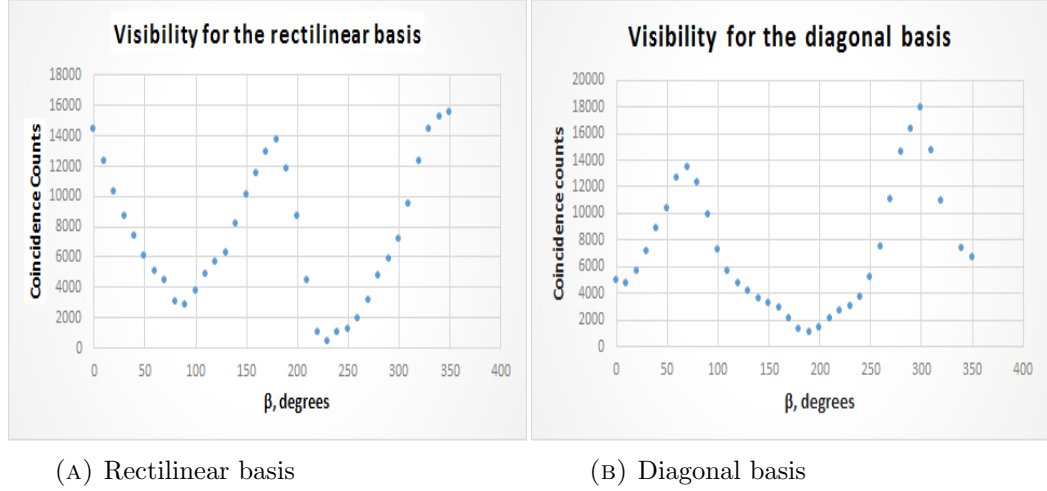 Visibility for the rectilinear basis
Coincidence Counts
18000
16000
14000
12000
10000
8000
6000
4000
2000
0
0 50 100 150 200 250 300 350 400
β, degrees
(A) Rectilinear basis
Visibility for the diagonal basis
Coincidence counts
20000
18000
16000
14000
12000
10000
8000
6000
4000
2000
0
0 50 100 150 200 250 300 350 400
β, degrees
(B) Diagonal basis